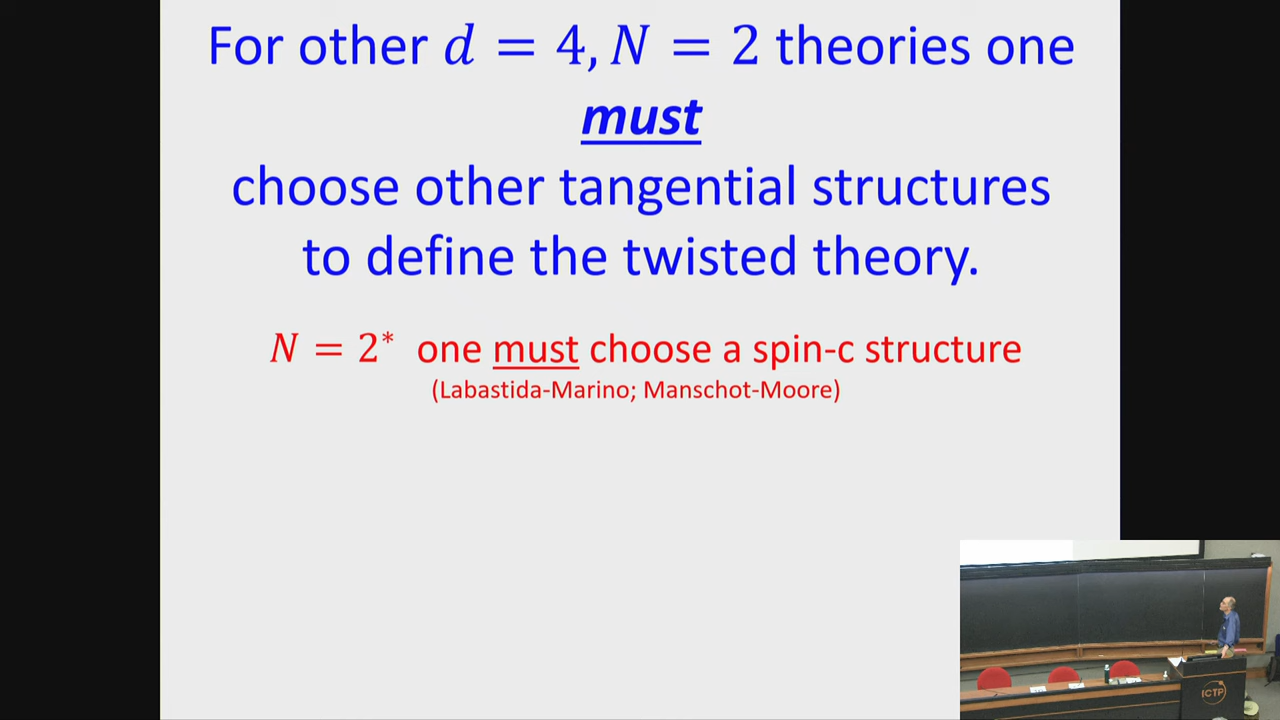 For other d = 4, N = 2 theories one
must
choose other tangential structures
to define the twisted theory.
N = 2* one must choose a spin-c structure
(Labastida-Marino; Manschot-Moore)
ICTP